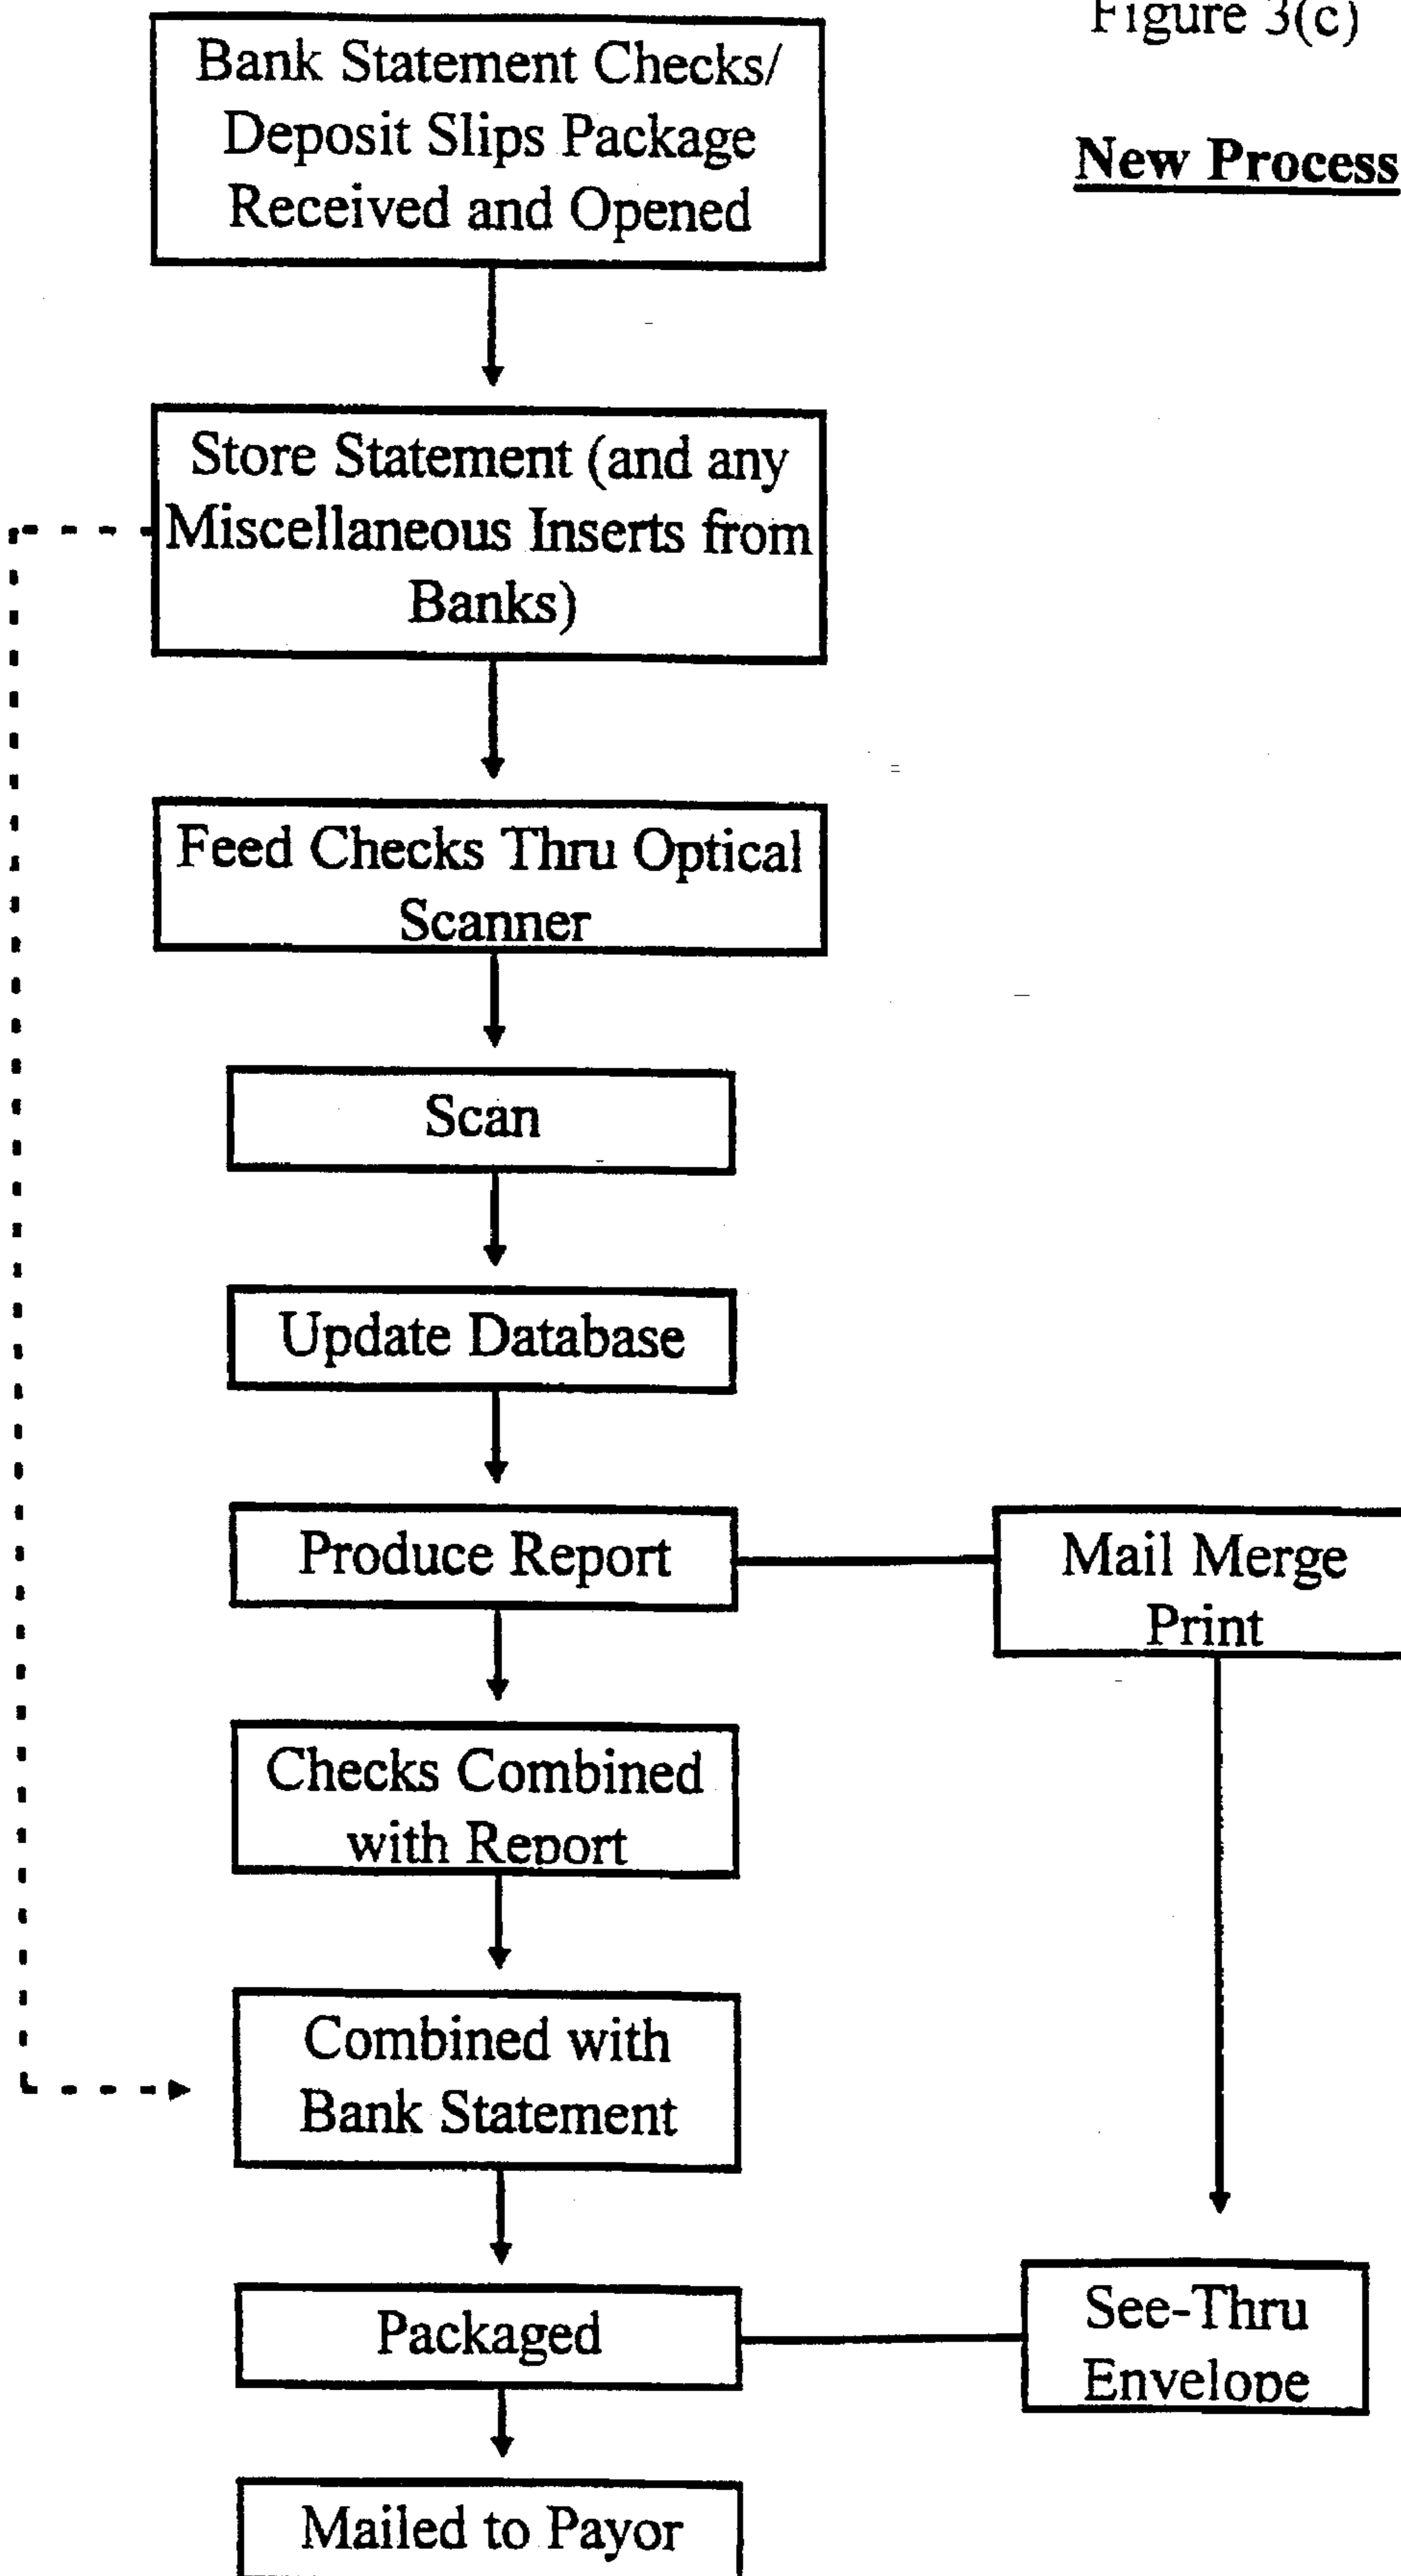 Figure 3(c)
New Process
Bank Statement Checks/
Deposit Slips Package
Received and Opened
Store Statement (and any
Miscellaneous Inserts from
Banks)
Feed Checks Thru Optical
Scanner
Scan
Update Database
Produce Report
Mail Merge
Print
Checks Combined
with Report
Combined with
Bank Statement
Packaged
See-Thru
Envelope
Mailed to Payor